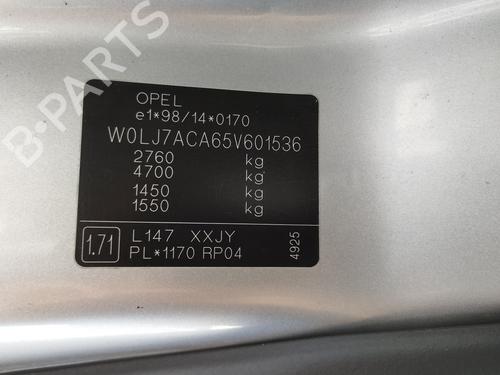 OPEL
e1*98/14*0170
W0LJ7ACA65V601536
2760 kg
4700 kg
1450 kg
1550 kg
1.71
L147 XXJY
PL*1170 RP04
4925
B-PARTS